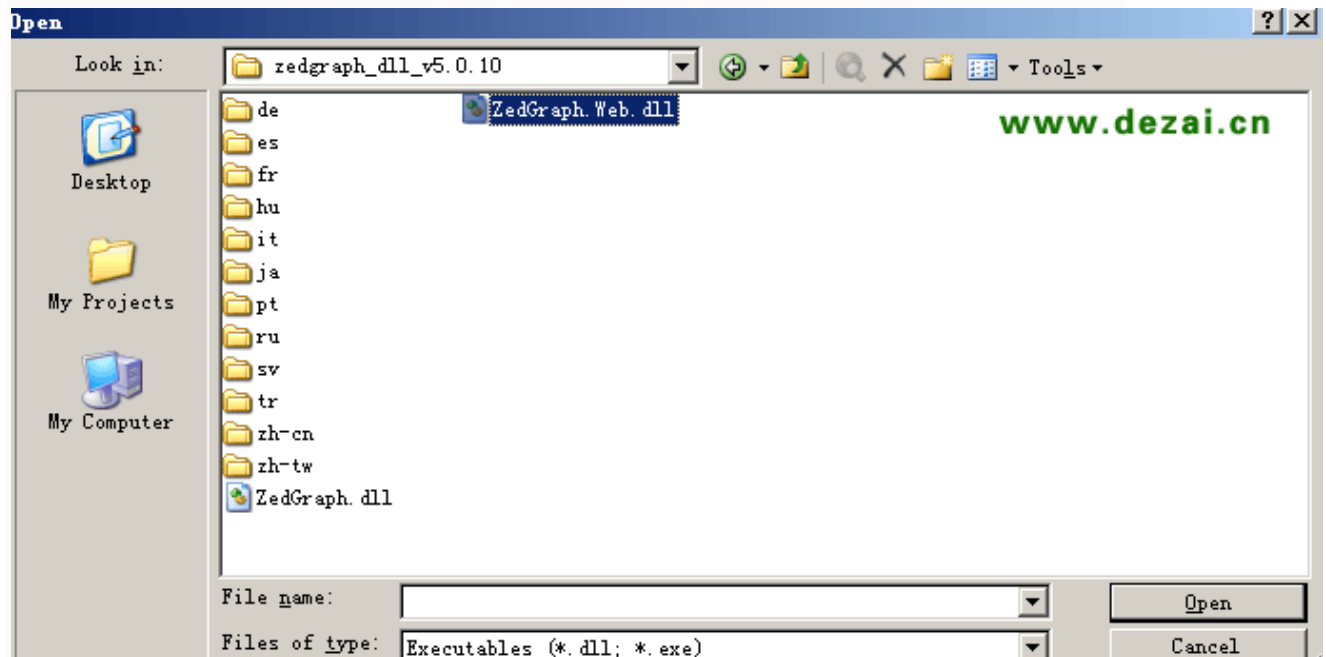 Open
Look in:
zedgraph_dll_v5.0.10
Tools
Desktop
My Projects
My Computer
de
es
fr
hu
it
ja
pt
ru
sv
tr
zh-cn
zh-tw
ZedGraph.dll
ZedGraph.Web.dll
www.dezai.cn
File name:
Open
Files of type:
Executables (*.dll; *.exe)
Cancel